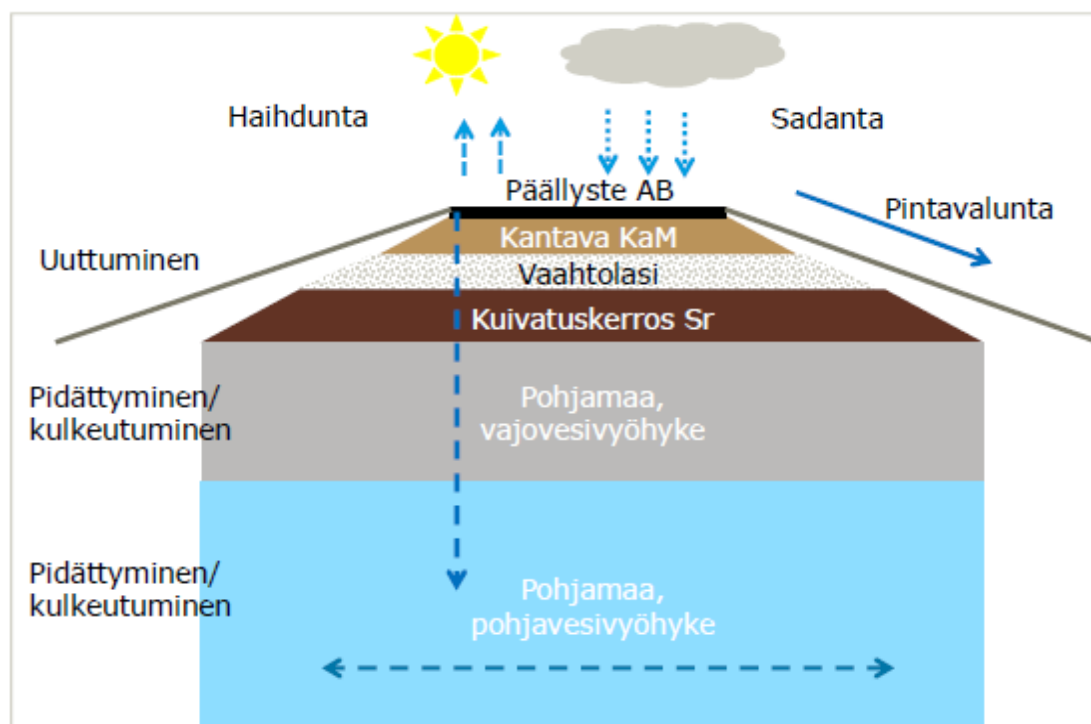 Haihdunta
Sadanta
Päällyste AB
Pintavalunta
Kantava KaM
Uuttuminen
Vaahtolasi
Kuivatuskerros Sr
Pidättyminen/
kulkeutuminen
Pohjamaa,
vajovesivyöhyke
Pidättyminen/
kulkeutuminen
Pohjamaa,
pohjavesivyöhyke